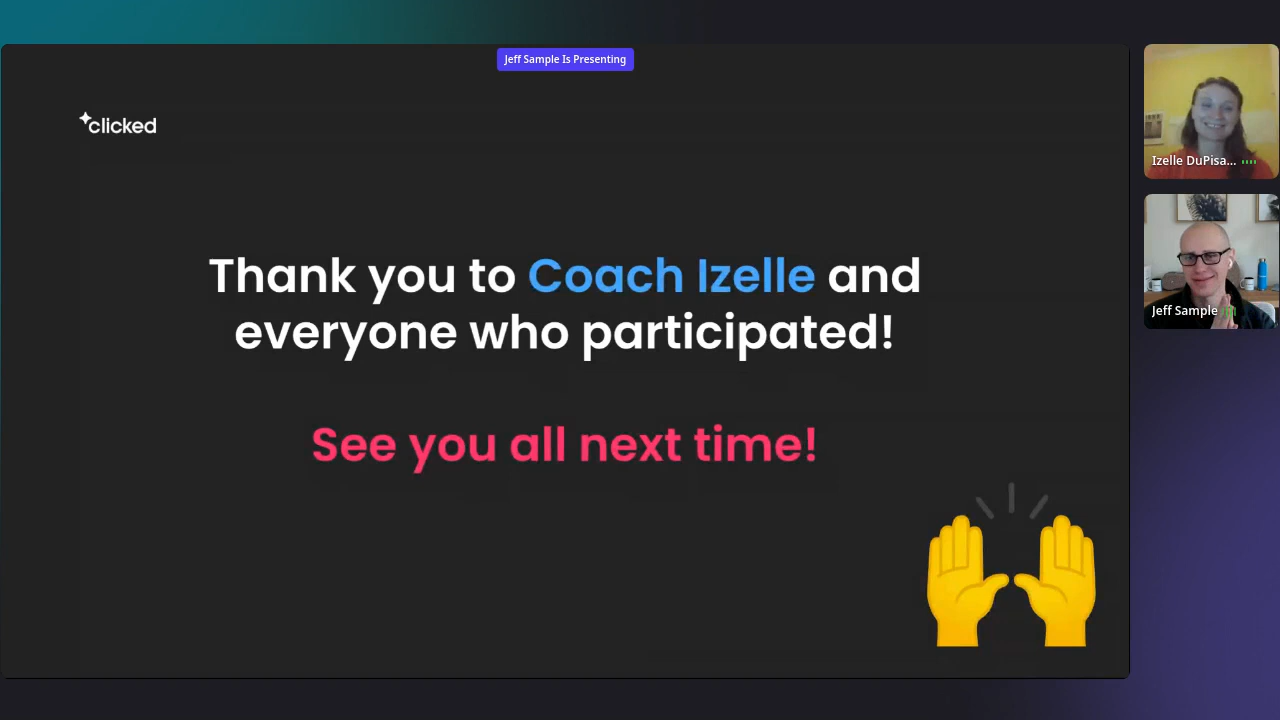 Jeff Sample Is Presenting
clicked
Thank you to Coach Izelle and
everyone who participated!
See you all next time!
Izelle DuPisa...
Jeff Sample